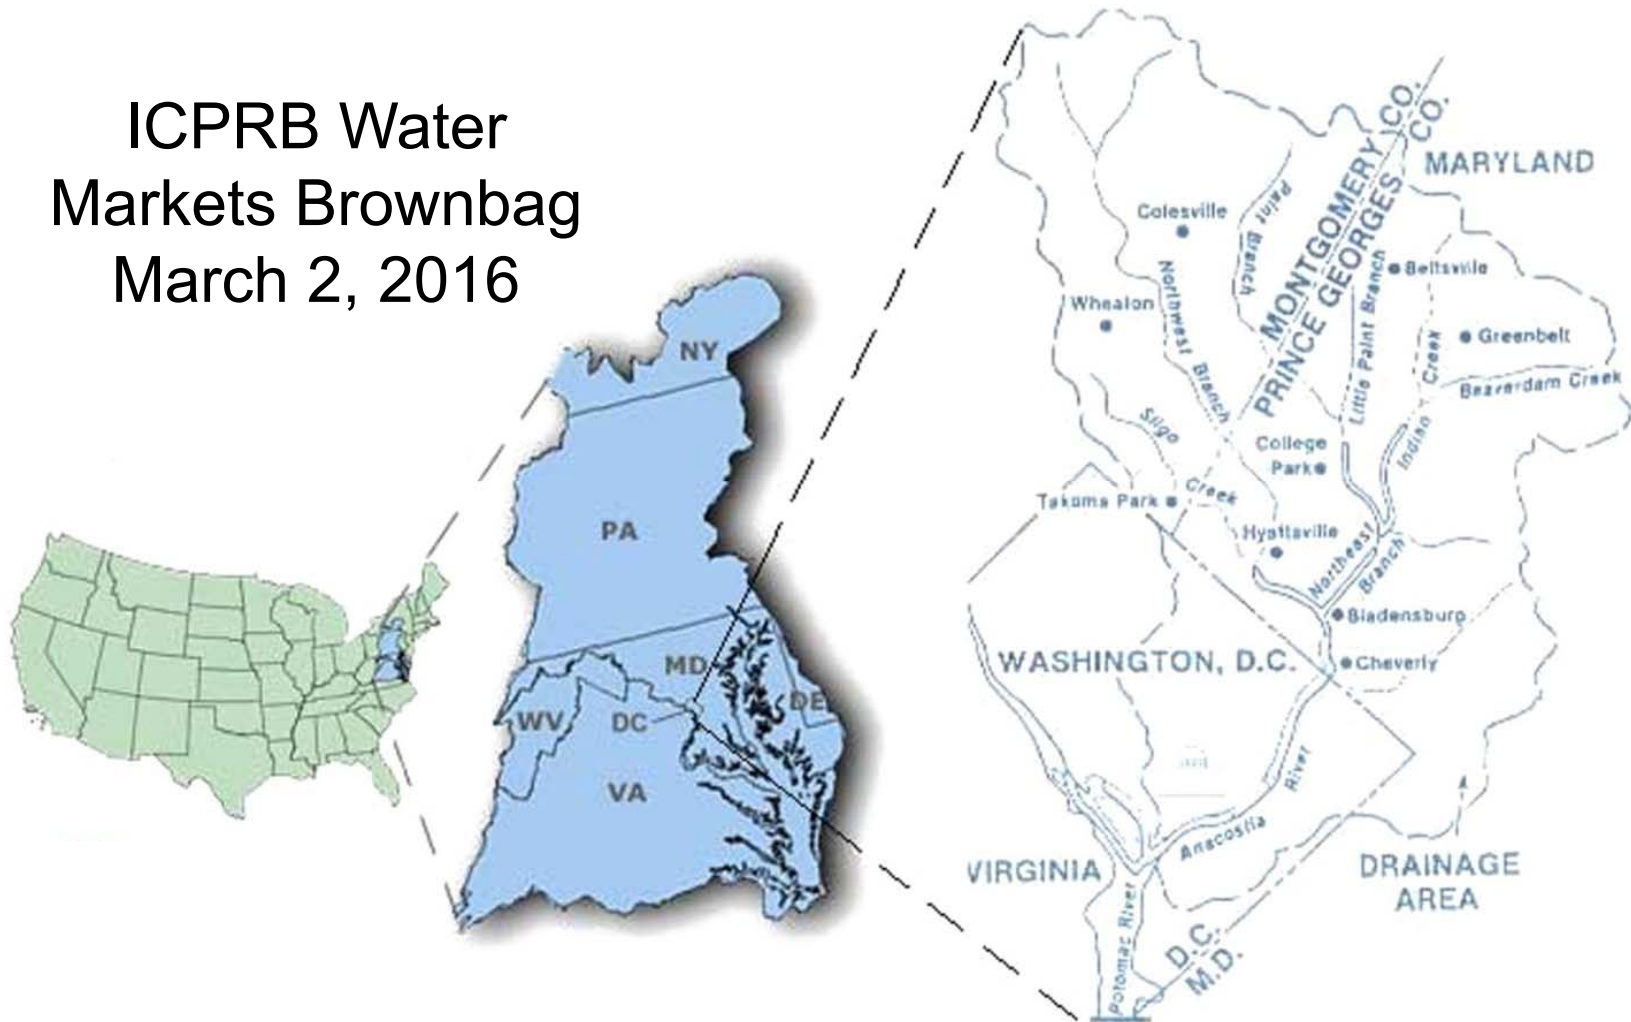 ICPRB Water
Markets Brownbag
March 2, 2016
NY
PA
MD
DE
WV
DC
VA
MONTGOMERY CO.
PRINCE GEORGES CO.
MARYLAND
Colesville
Paint Branch
Beltsville
Wheaton
Northwest Branch
Little Paint Branch
Greenbelt
Indian Creek
Beaverdam Creek
Sligo Creek
College
Park
Takoma Park
Hyattsville
Northeast
Branch
Bladensburg
WASHINGTON, D.C.
Cheverly
Anacostia River
VIRGINIA
DRAINAGE
AREA
Potomac River
D.C.
M.D.